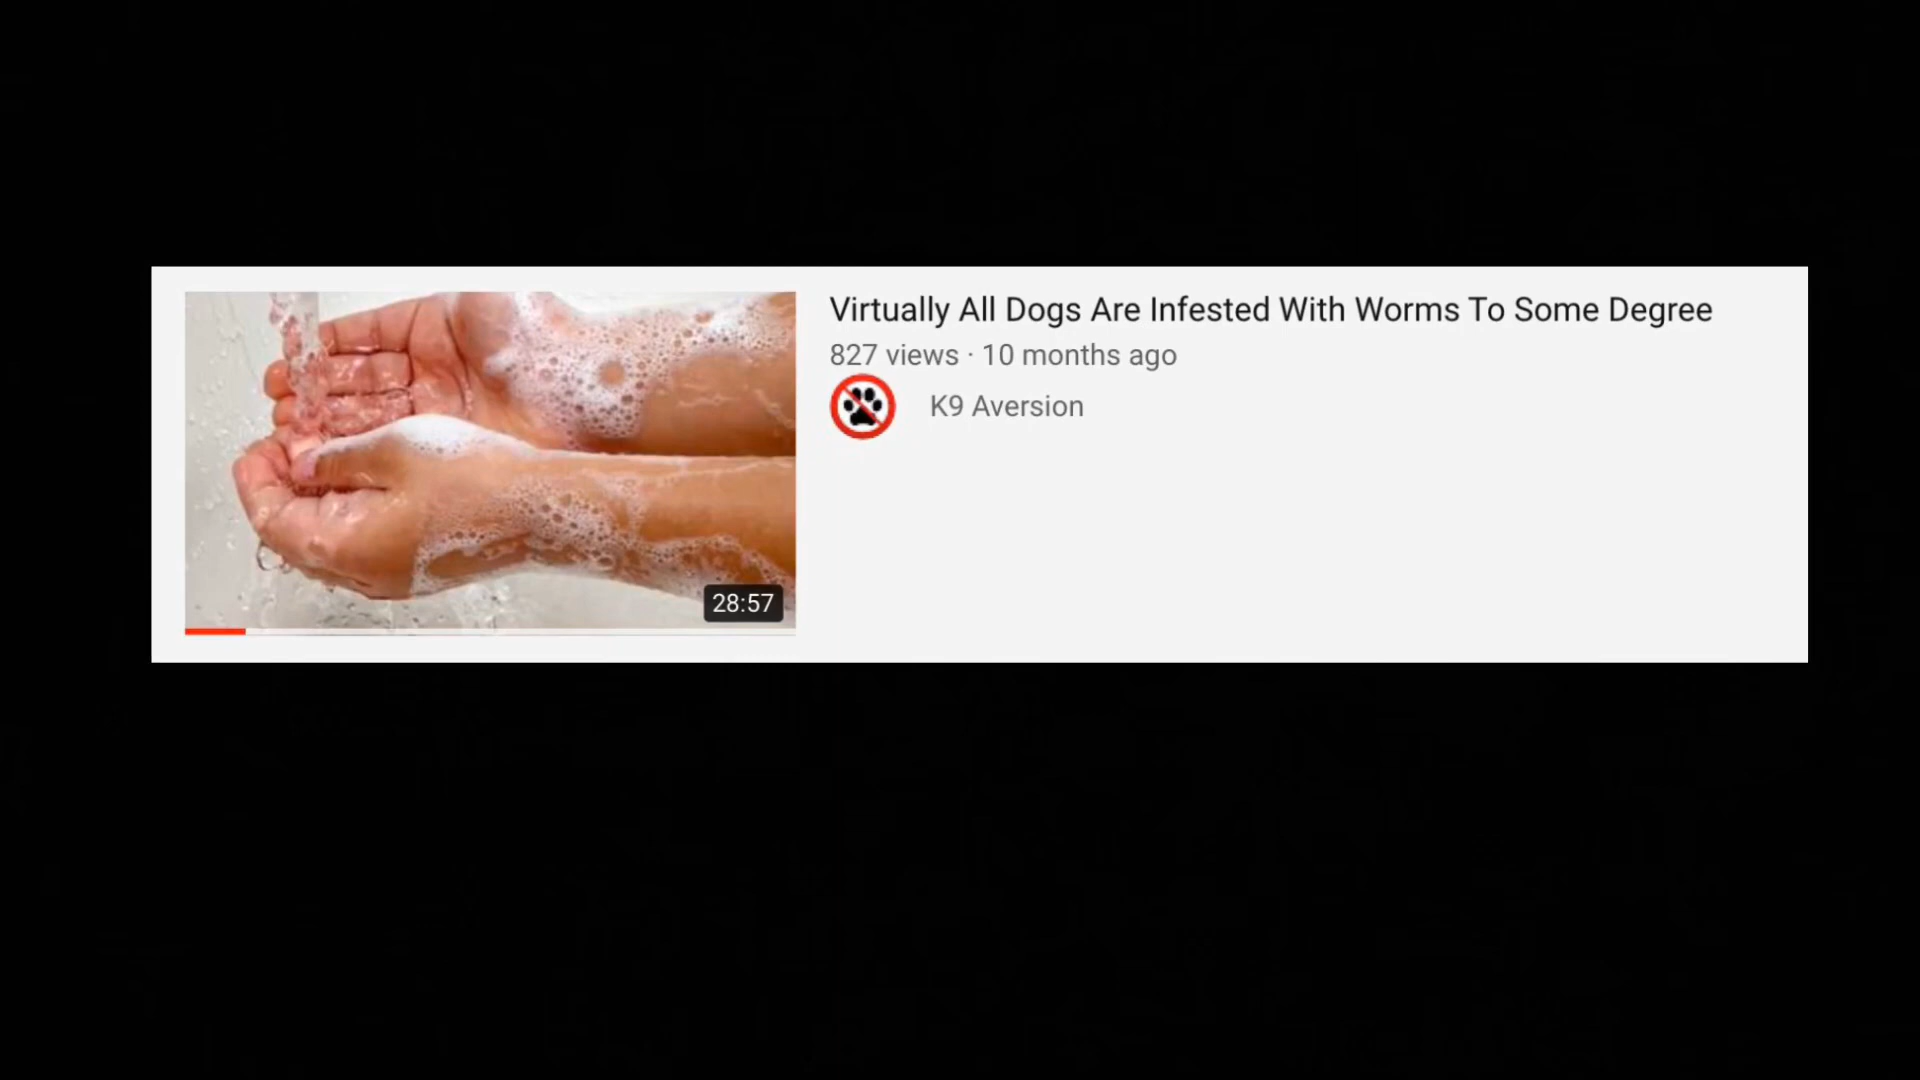 Virtually All Dogs Are Infested With Worms To Some Degree
827 views · 10 months ago
K9 Aversion
28:57